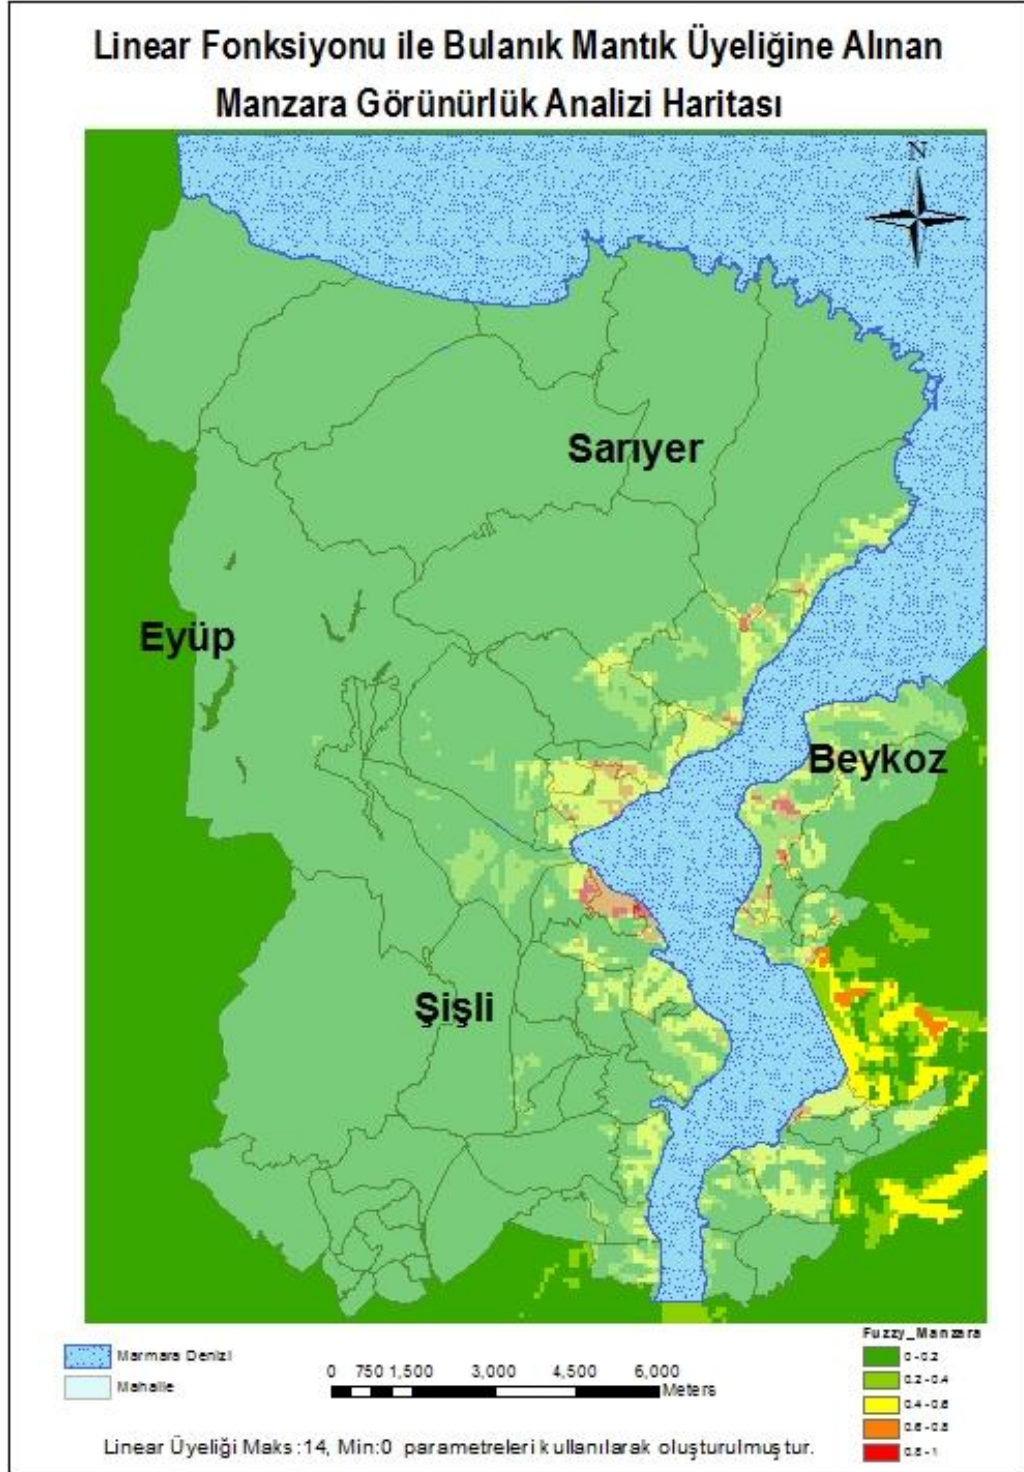 Linear Fonksiyonu ile Bulanık Mantık Üyeliğine Alınan
Manzara Görünürlük Analizi Haritası
N
Sarıyer
Eyüp
Beykoz
Şişli
Marmara Denizi
Mahalle
0 750 1,500 3,000 4,500 6,000
Meters
Fuzzy_Manzara
0 - 0.2
0.2 - 0.4
0.4 - 0.6
0.6 - 0.8
0.8 - 1
Linear Üyeliği Maks :14, Min:0 parametreleri kullanılarak oluşturulmuştur.